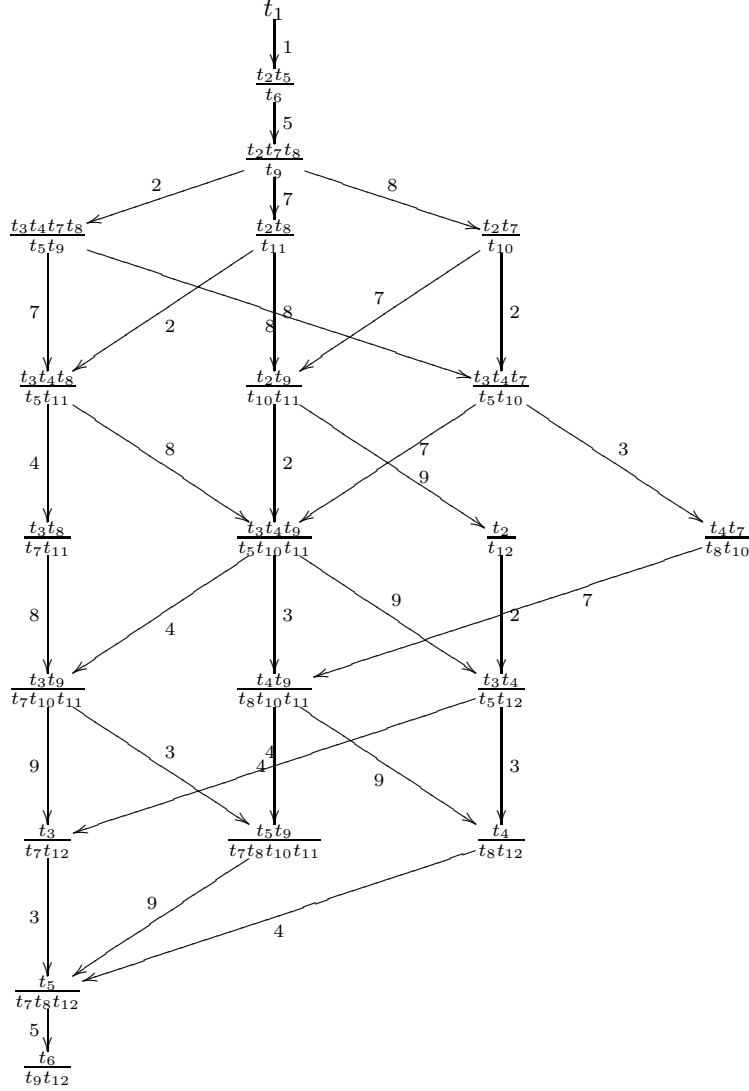 t₁
1
t₂t₅
t₆
5
t₂t₇t₈
t₉
2 7 8
t₃t₄t₇t₈ t₂t₈ t₂t₇
t₅t₉ t₁₁ t₁₀
7 2 8 8 7 2
t₃t₄t₈ t₂t₉ t₃t₄t₇
t₅t₁₁ t₁₀t₁₁ t₅t₁₀
4 8 2 9 7 3
t₃t₈ t₃t₄t₉ t₂ t₄t₇
t₇t₁₁ t₅t₁₀t₁₁ t₁₂ t₈t₁₀
8 4 3 9 2 7
t₃t₉ t₄t₉ t₃t₄
t₇t₁₀t₁₁ t₈t₁₀t₁₁ t₅t₁₂
9 3 4 4 9 3
t₃ t₅t₉ t₄
t₇t₁₂ t₇t₈t₁₀t₁₁ t₈t₁₂
3 9 4
t₅
t₇t₈t₁₂
5
t₆
t₉t₁₂